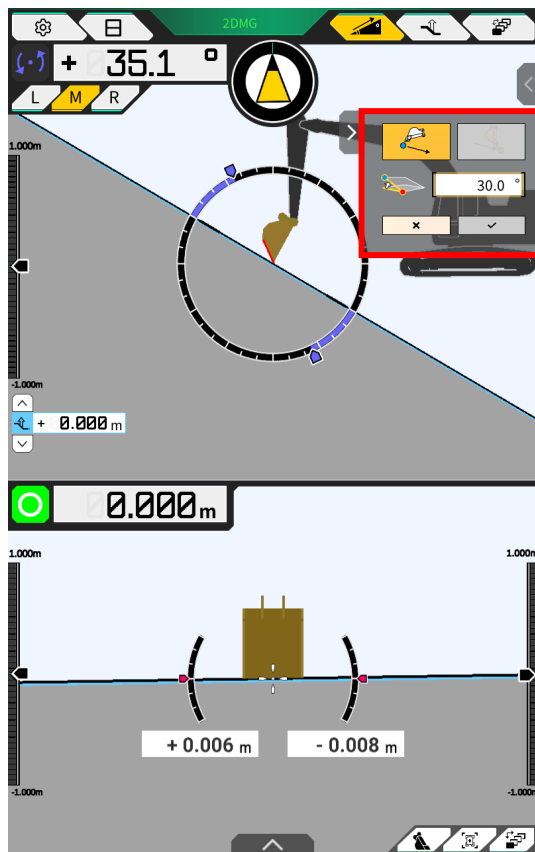 2DMG
+ 35.1 °
L M R
1.000m
30.0 °
-1.000m
+ 0.000 m
0.000 m
1.000m 1.000m
+ 0.006 m - 0.008 m
-1.000m -1.000m